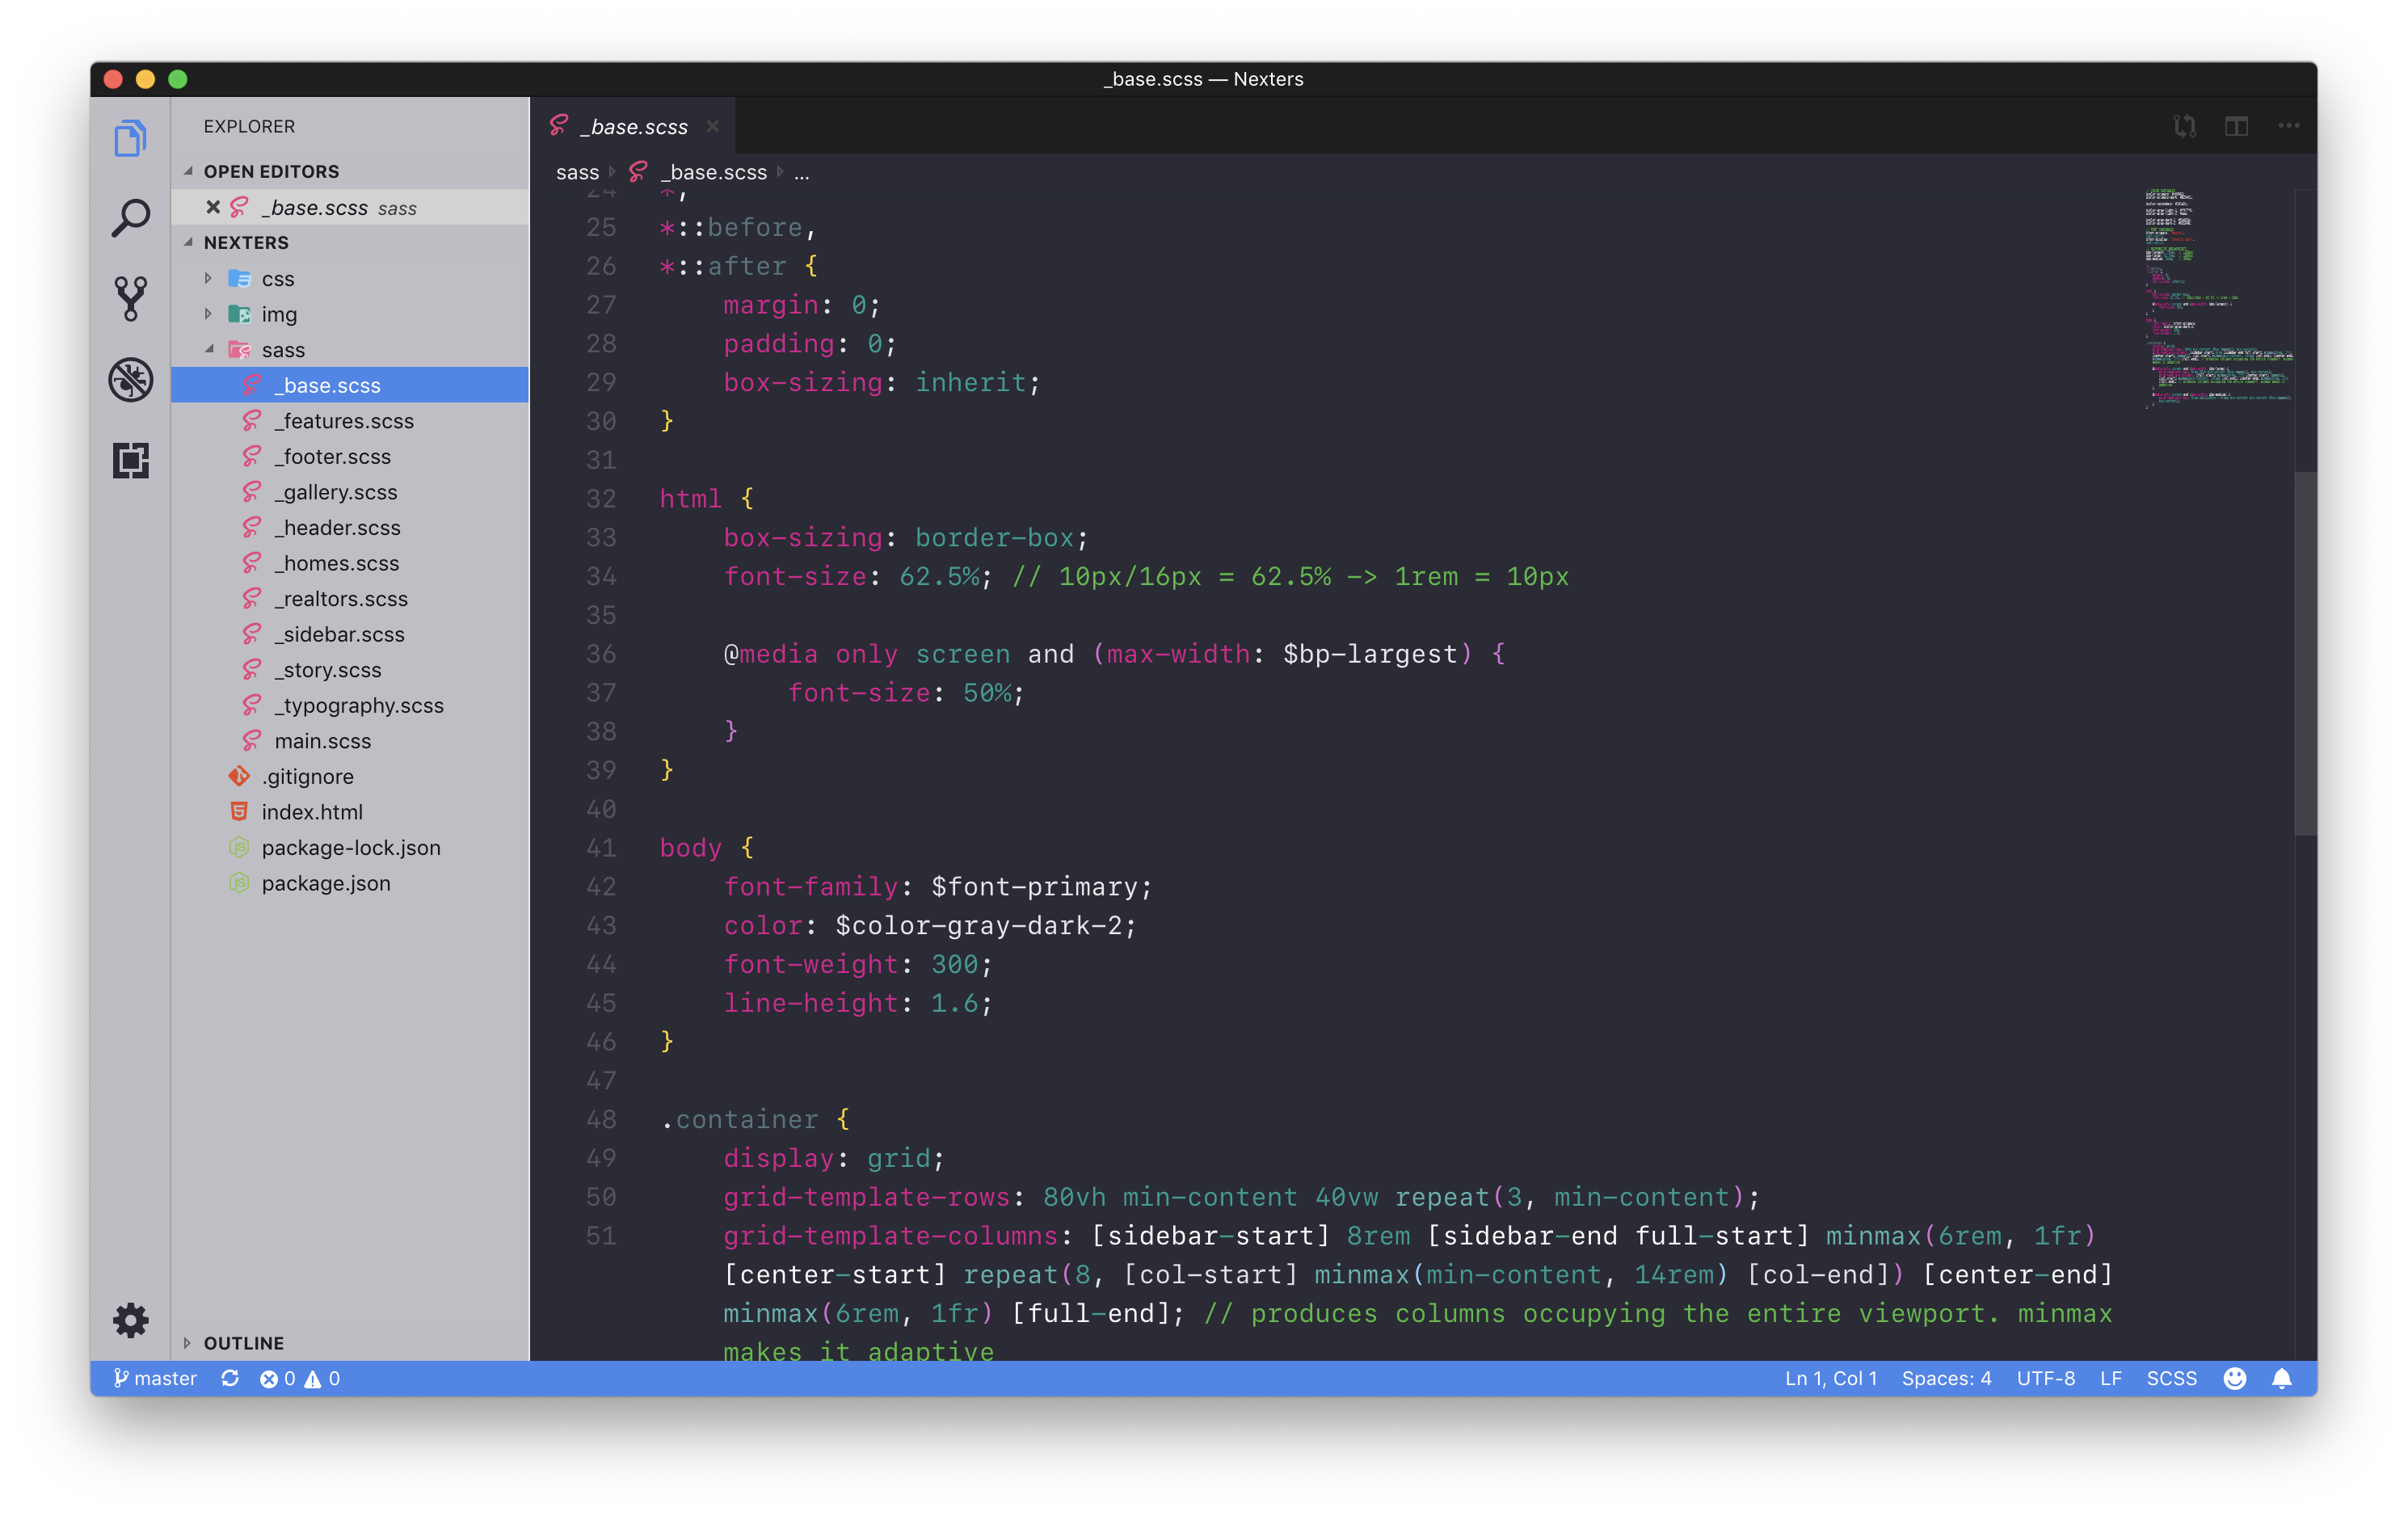 _base.scss — Nexters
EXPLORER
OPEN EDITORS
_base.scss sass
NEXTERS
css
img
sass
_base.scss
_features.scss
_footer.scss
_gallery.scss
_header.scss
_homes.scss
_realtors.scss
_sidebar.scss
_story.scss
_typography.scss
main.scss
.gitignore
index.html
package-lock.json
package.json
OUTLINE
_base.scss
sass _base.scss ...
24 *,
25 *::before,
26 *::after {
27 margin: 0;
28 padding: 0;
29 box-sizing: inherit;
30 }
31
32 html {
33 box-sizing: border-box;
34 font-size: 62.5%; // 10px/16px = 62.5% -> 1rem = 10px
35
36 @media only screen and (max-width: $bp-largest) {
37 font-size: 50%;
38 }
39 }
40
41 body {
42 font-family: $font-primary;
43 color: $color-gray-dark-2;
44 font-weight: 300;
45 line-height: 1.6;
46 }
47
48 .container {
49 display: grid;
50 grid-template-rows: 80vh min-content 40vw repeat(3, min-content);
51 grid-template-columns: [sidebar-start] 8rem [sidebar-end full-start] minmax(6rem, 1fr)
[center-start] repeat(8, [col-start] minmax(min-content, 14rem) [col-end]) [center-end]
minmax(6rem, 1fr) [full-end]; // produces columns occupying the entire viewport. minmax
makes it adaptive
master 0 0
Ln 1, Col 1 Spaces: 4 UTF-8 LF SCSS